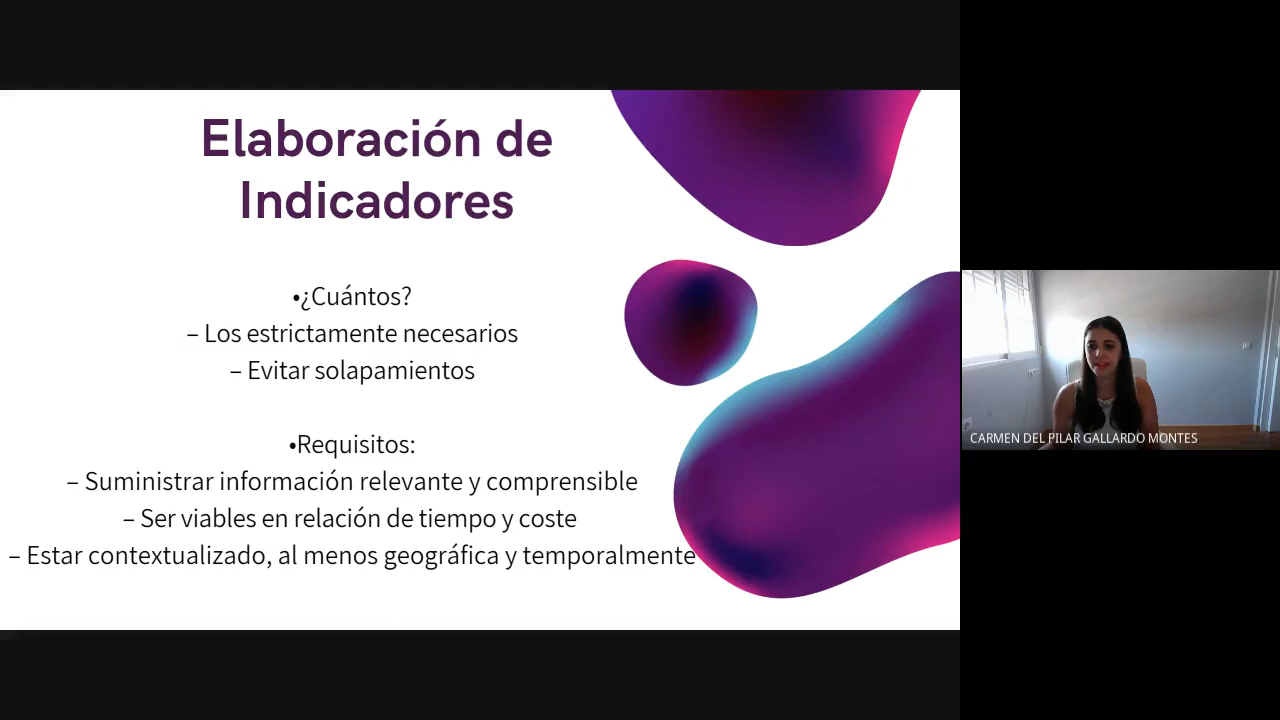 Elaboración de
Indicadores
•¿Cuántos?
– Los estrictamente necesarios
– Evitar solapamientos
•Requisitos:
– Suministrar información relevante y comprensible
– Ser viables en relación de tiempo y coste
– Estar contextualizado, al menos geográfica y temporalmente
CARMEN DEL PILAR GALLARDO MONTES